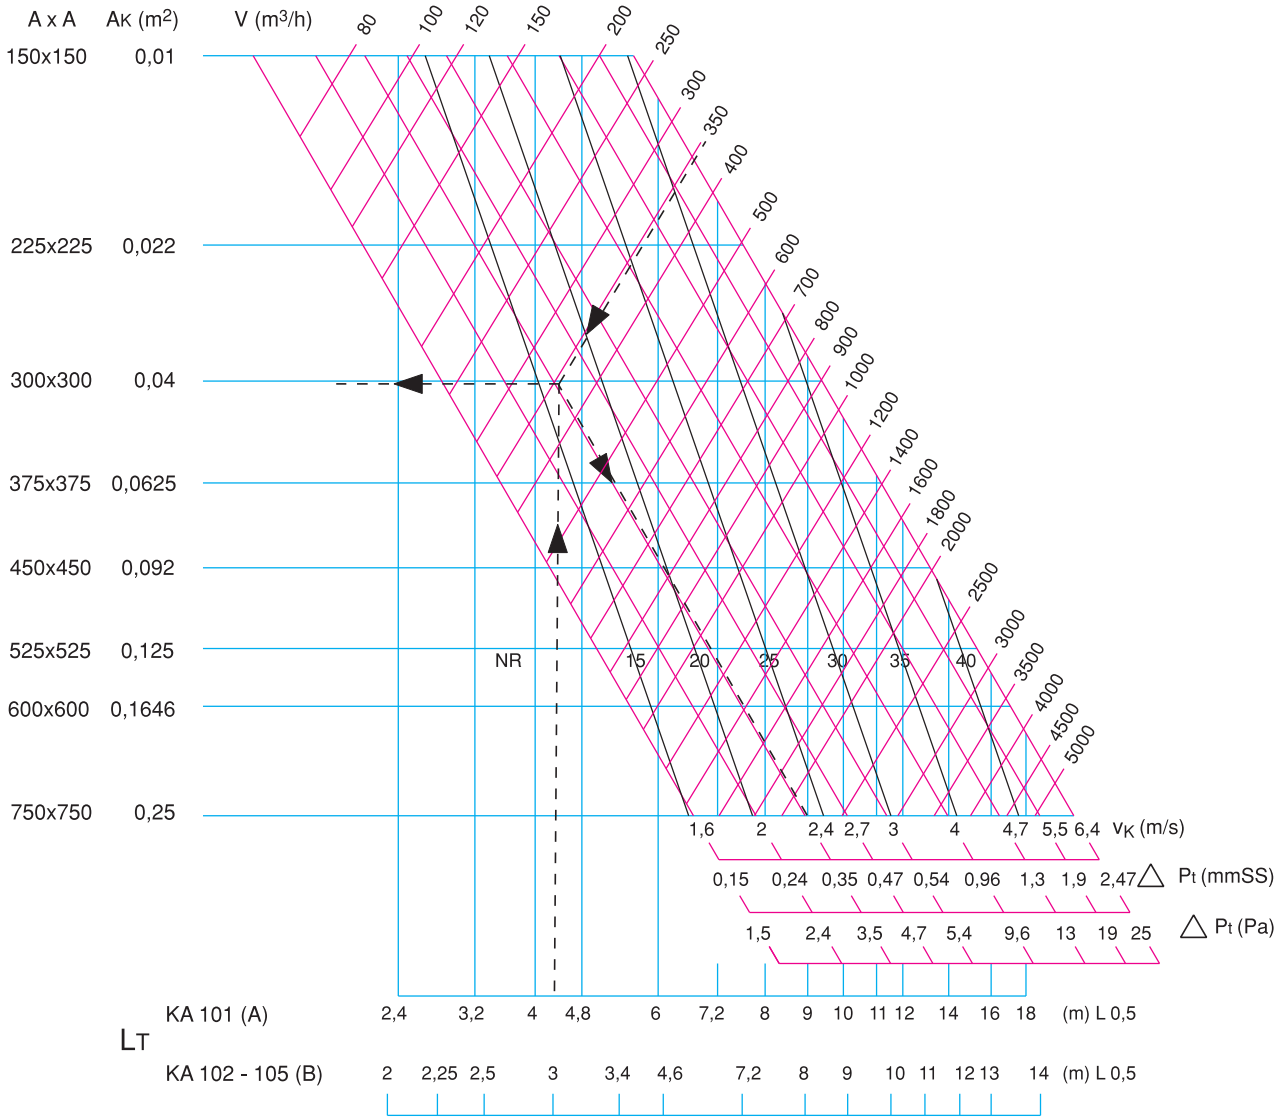 A x A AK (m²) V (m³/h)
80 100 120 150 200 250 300 350 400 500 600 700 800 900 1000 1200 1400 1600 1800 2000 2500 3000 3500 4000 4500 5000
150x150 0,01
225x225 0,022
300x300 0,04
375x375 0,0625
450x450 0,092
525x525 0,125
NR 15 20 25 30 35 40
600x600 0,1646
750x750 0,25
1,6 2 2,4 2,7 3 4 4,7 5,5 6,4 vK (m/s)
0,15 0,24 0,35 0,47 0,54 0,96 1,3 1,9 2,47 △ Pt (mmSS)
1,5 2,4 3,5 4,7 5,4 9,6 13 19 25 △ Pt (Pa)
KA 101 (A) 2,4 3,2 4 4,8 6 7,2 8 9 10 11 12 14 16 18 (m) L 0,5
LT
KA 102 - 105 (B) 2 2,25 2,5 3 3,4 4,6 7,2 8 9 10 11 12 13 14 (m) L 0,5